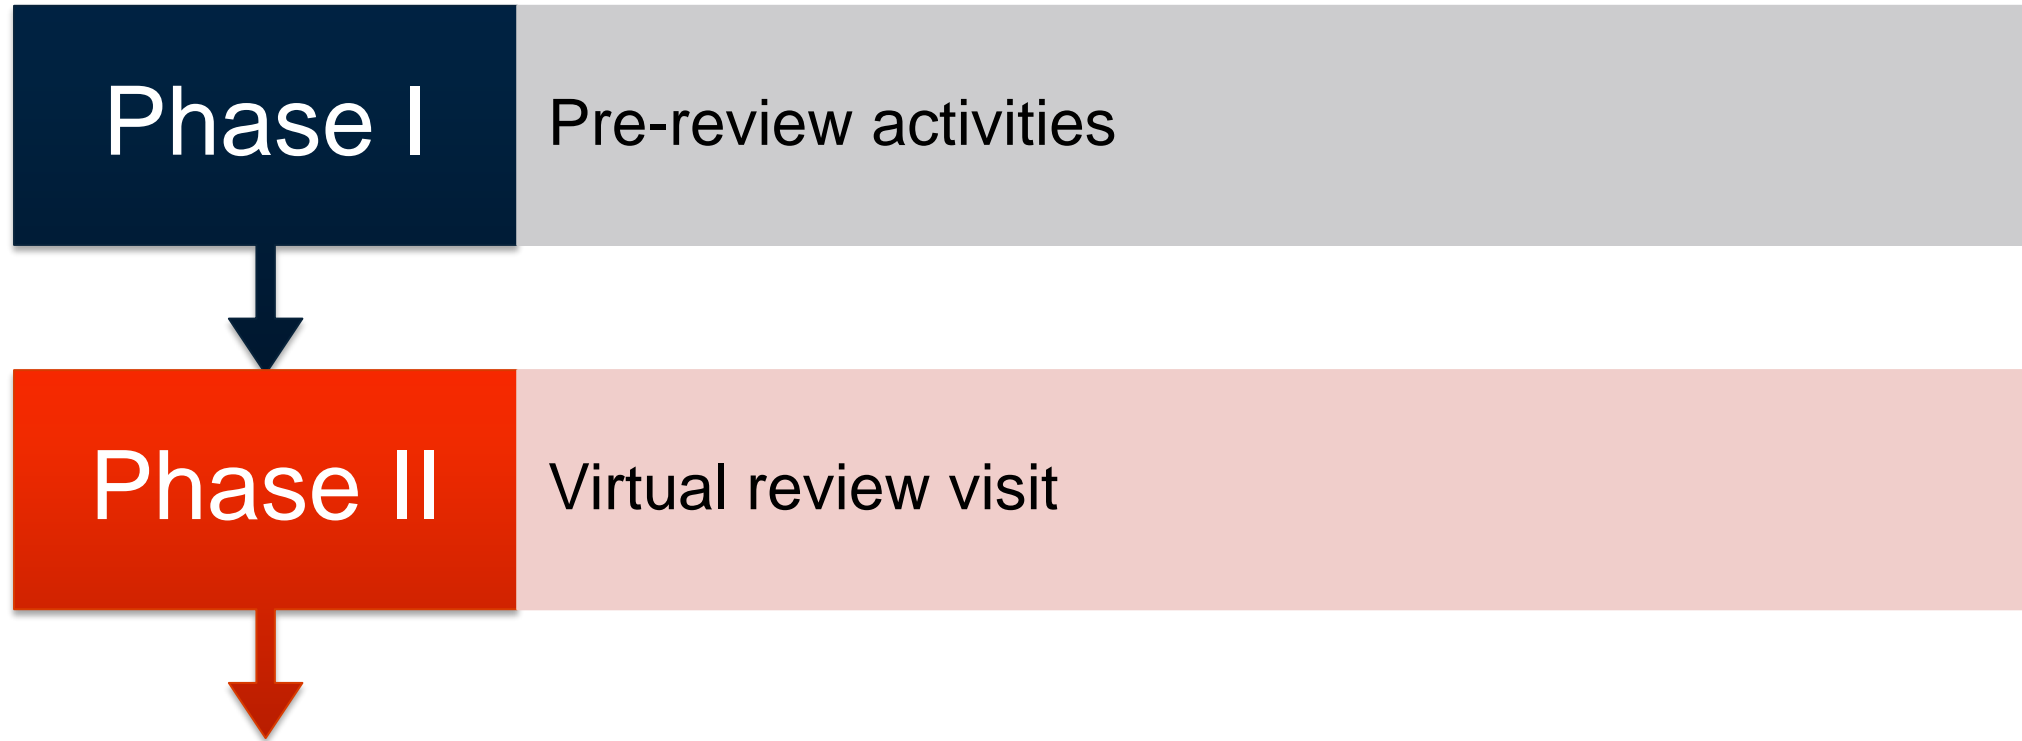 Phase I
Pre-review activities
Phase II
Virtual review visit